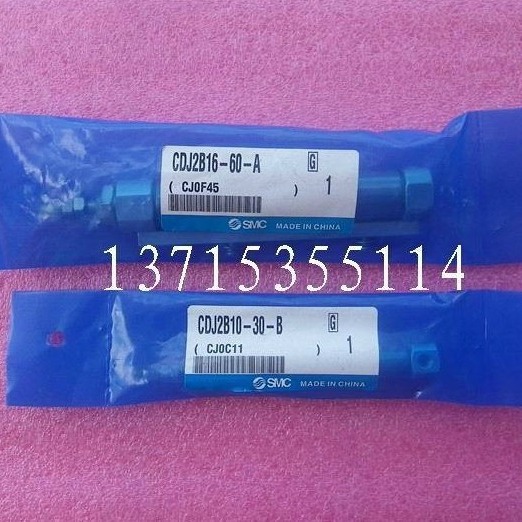 CDJ2B16-60-A G
( CJ0F45 ) 1
SMC MADE IN CHINA
13715355114
CDJ2B10-30-B G
( CJ0C11 ) 1
SMC MADE IN CHINA